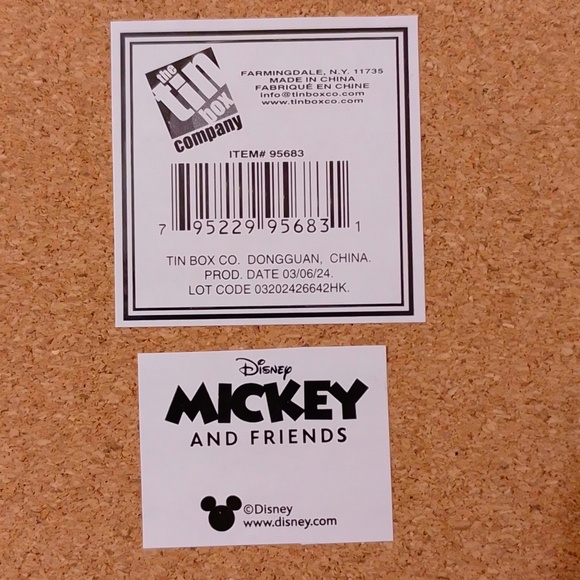 the
tin
box
company
FARMINGDALE, N.Y. 11735
MADE IN CHINA
FABRIQUÉ EN CHINE
info@tinboxco.com
www.tinboxco.com
ITEM# 95683
7 95229 95683 1
TIN BOX CO. DONGGUAN, CHINA.
PROD. DATE 03/06/24.
LOT CODE 03202426642HK.
Disney
MICKEY
AND FRIENDS
©Disney
www.disney.com